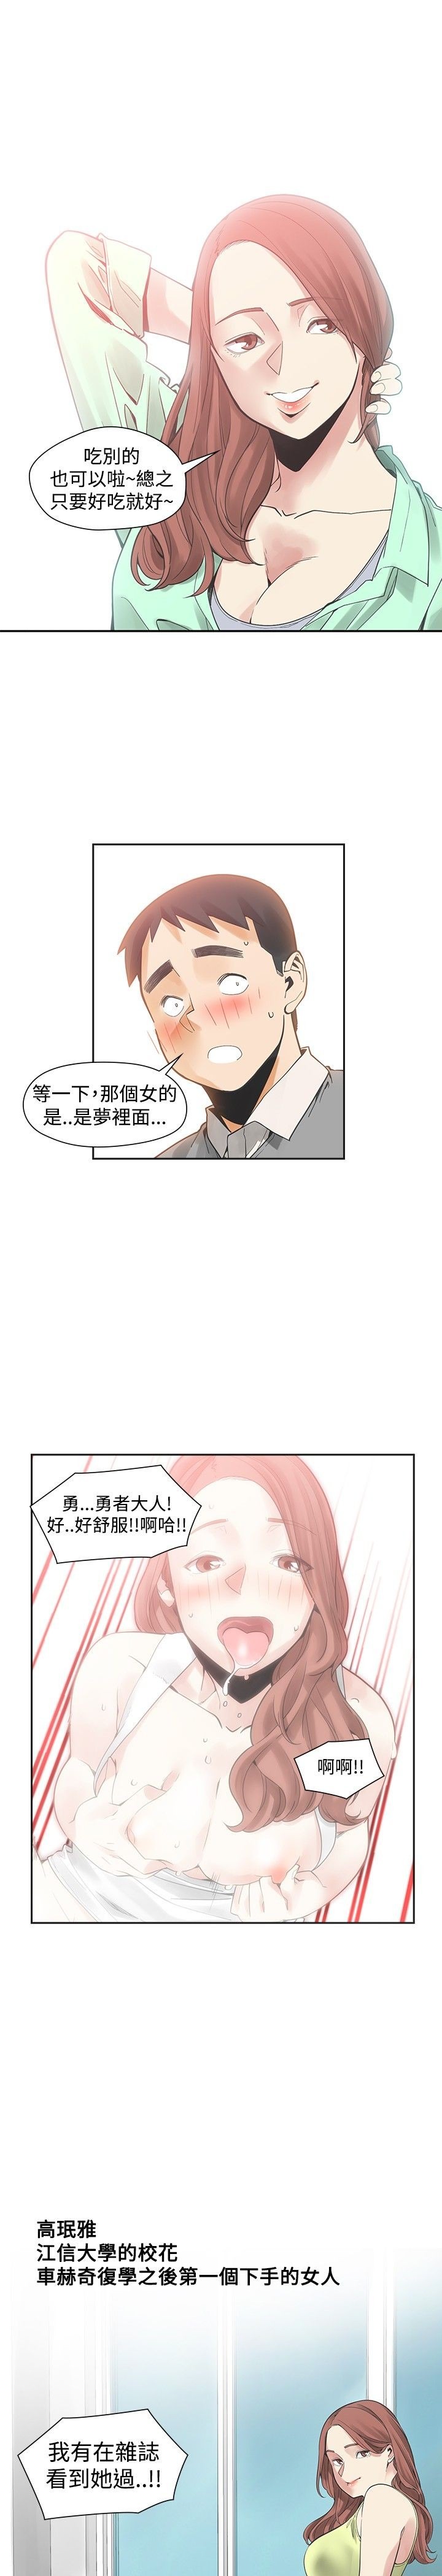 吃別的
也可以啦~總之
只要好吃就好~
等一下,那個女的
是..是夢裡面...
勇...勇者大人!
好..好舒服!!啊哈!!
啊啊!!
高珉雅
江信大學的校花
車赫奇復學之後第一個下手的女人
我有在雜誌
看到她過..!!